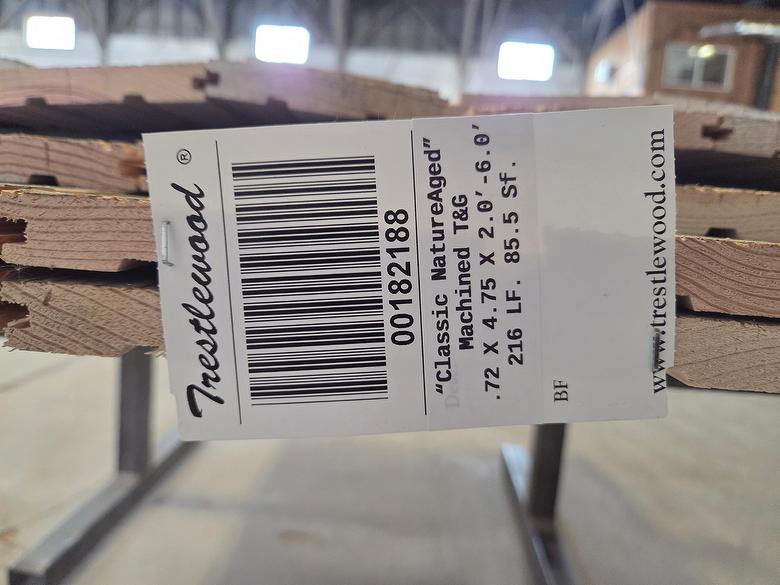 Trestlewood ®
00182188
"Classic NatureAged"
Machined T&G
.72 X 4.75 X 2.0'-6.0'
216 LF. 85.5 Sf.
BF
www.trestlewood.com